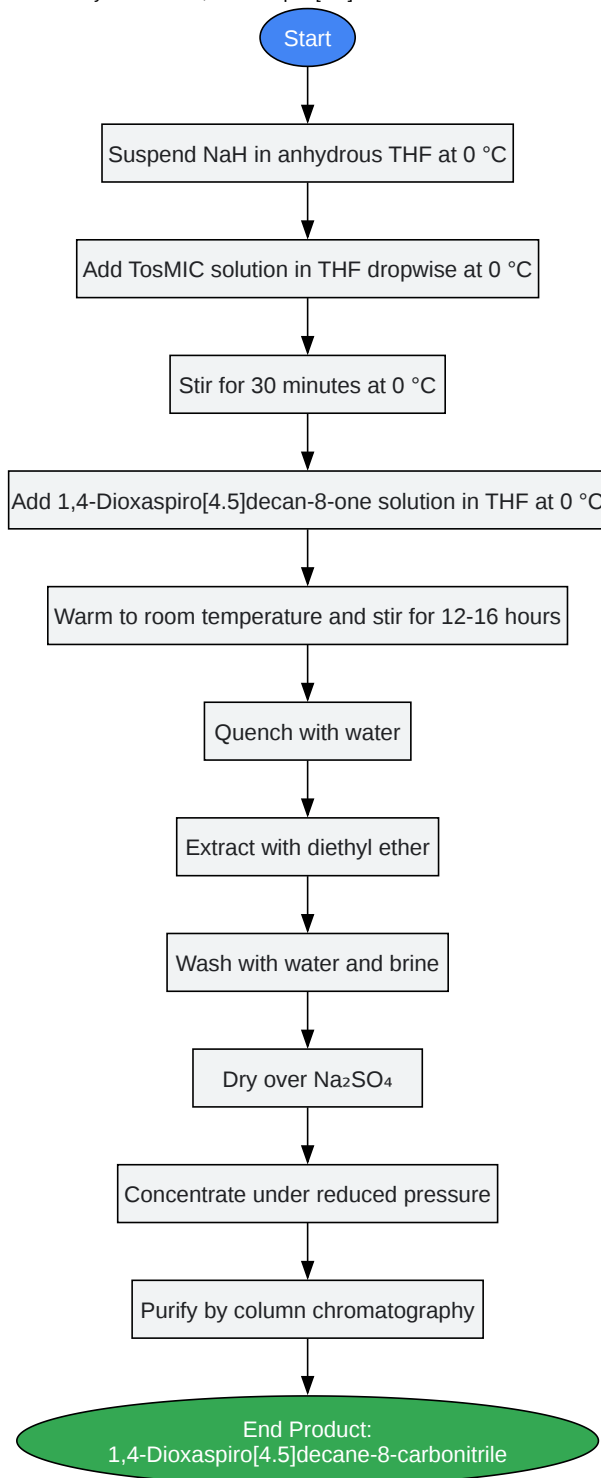 Start
Suspend NaH in anhydrous THF at 0 °C
Add TosMIC solution in THF dropwise at 0 °C
Stir for 30 minutes at 0 °C
Add 1,4-Dioxaspiro[4.5]decan-8-one solution in THF at 0 °C
Warm to room temperature and stir for 12-16 hours
Quench with water
Extract with diethyl ether
Wash with water and brine
Dry over Na₂SO₄
Concentrate under reduced pressure
Purify by column chromatography
End Product:
1,4-Dioxaspiro[4.5]decane-8-carbonitrile